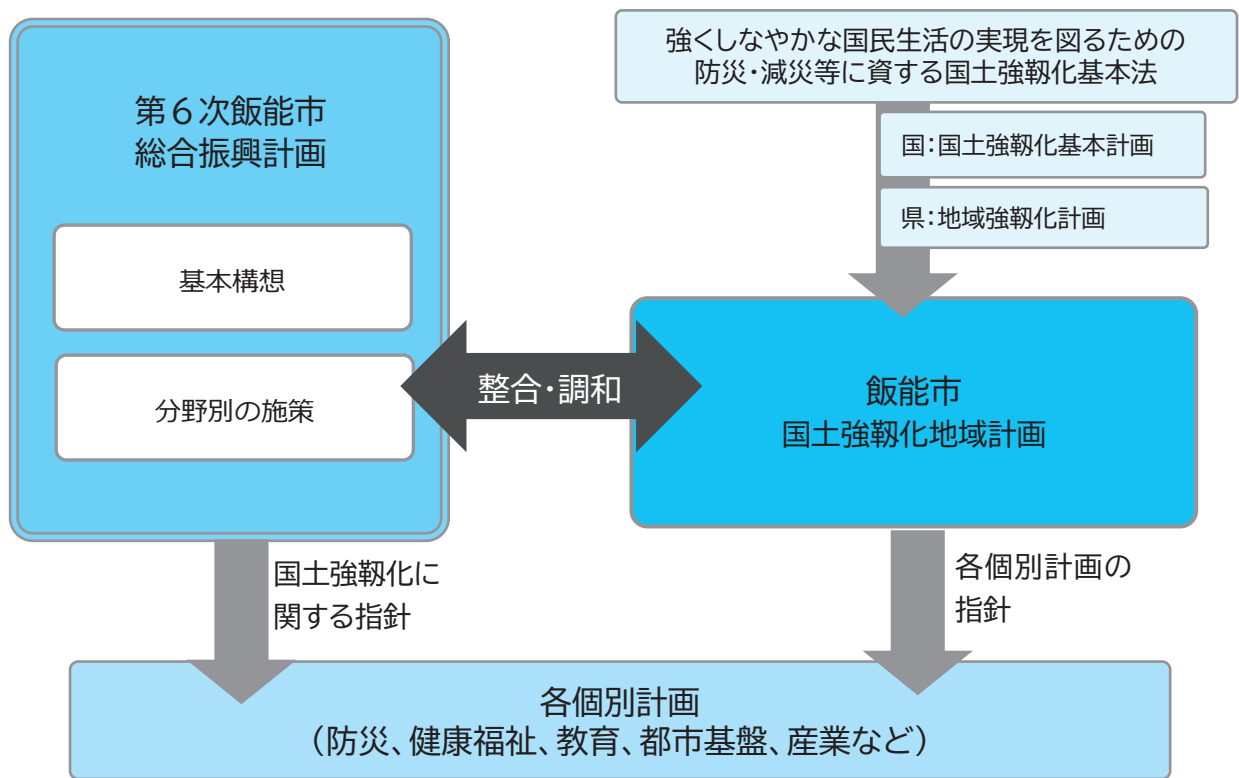 第6次飯能市
総合振興計画
基本構想
分野別の施策
強くしなやかな国民生活の実現を図るための
防災・減災等に資する国土強靱化基本法
国：国土強靱化基本計画
県：地域強靱化計画
整合・調和
飯能市
国土強靱化地域計画
国土強靱化に
関する指針
各個別計画の
指針
各個別計画
（防災、健康福祉、教育、都市基盤、産業など）